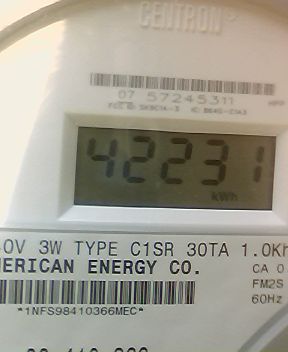 CENTRON
07 57245311
42231
kWh
0V 3W TYPE C1SR 30TA 1.0Kh
MERICAN ENERGY CO.
CA 0.
FM2S
60Hz
*1NFS98410366MEC*